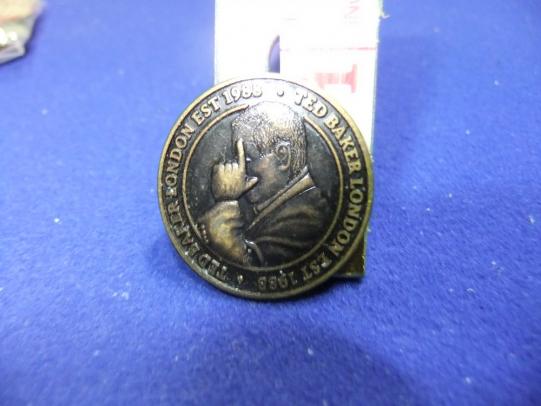 TED BAKER LONDON EST 1988 • TED BAKER LONDON EST 1988 •